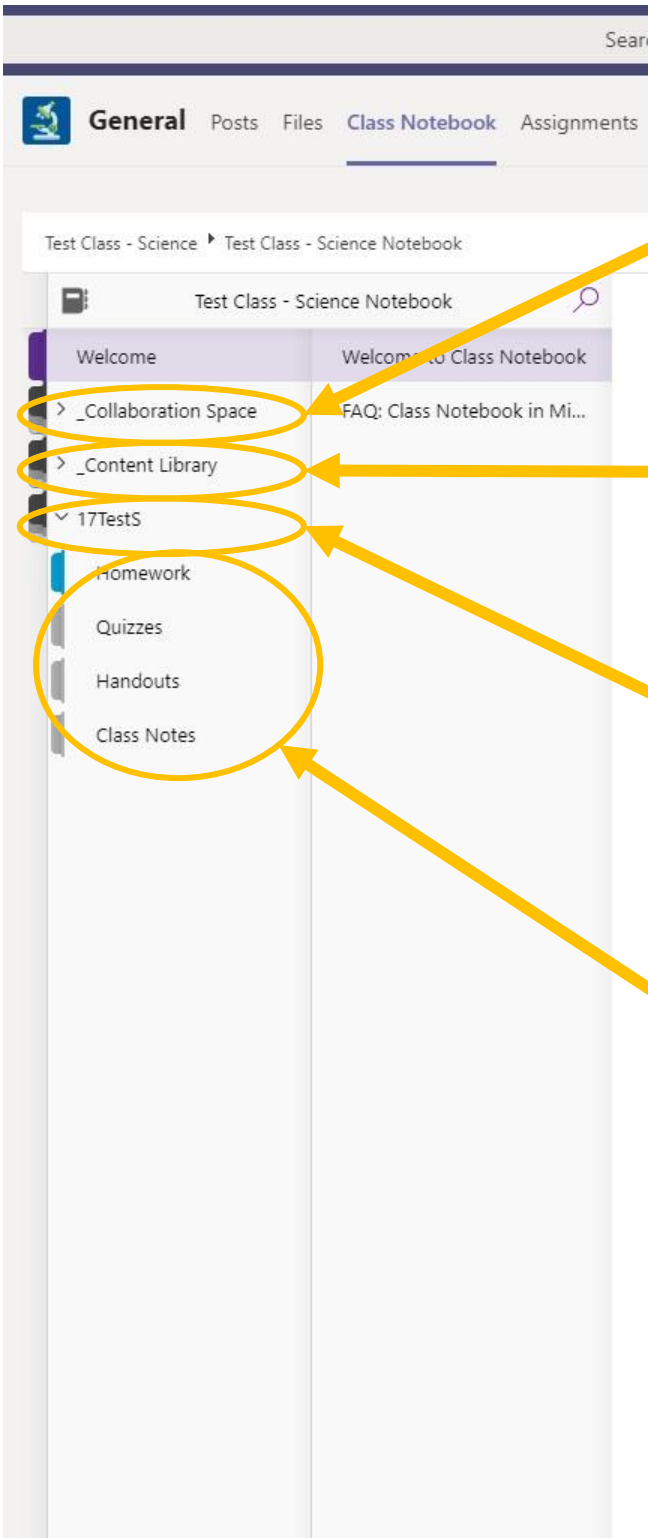 Sear
General Posts Files Class Notebook Assignments
Test Class - Science Test Class - Science Notebook
Test Class - Science Notebook
Welcome
Welcome to Class Notebook
> _Collaboration Space
FAQ: Class Notebook in Mi...
> _Content Library
17TestS
Homework
Quizzes
Handouts
Class Notes